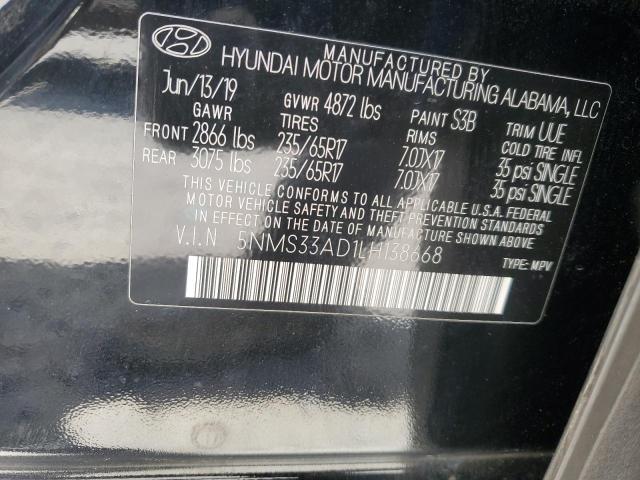 MANUFACTURED BY
HYUNDAI MOTOR MANUFACTURING ALABAMA, LLC
Jun/13/19 GVWR 4872 lbs PAINT S3B TRIM UUE
GAWR TIRES RIMS COLD TIRE INFL
FRONT 2866 lbs 235/65R17 7.0JX17 35 psi SINGLE
REAR 3075 lbs 235/65R17 7.0JX17 35 psi SINGLE
THIS VEHICLE CONFORMS TO ALL APPLICABLE U.S.A. FEDERAL
MOTOR VEHICLE SAFETY AND THEFT PREVENTION STANDARDS
IN EFFECT ON THE DATE OF MANUFACTURE SHOWN ABOVE.
V.I.N 5NMS33AD1LH138668
TYPE: MPV